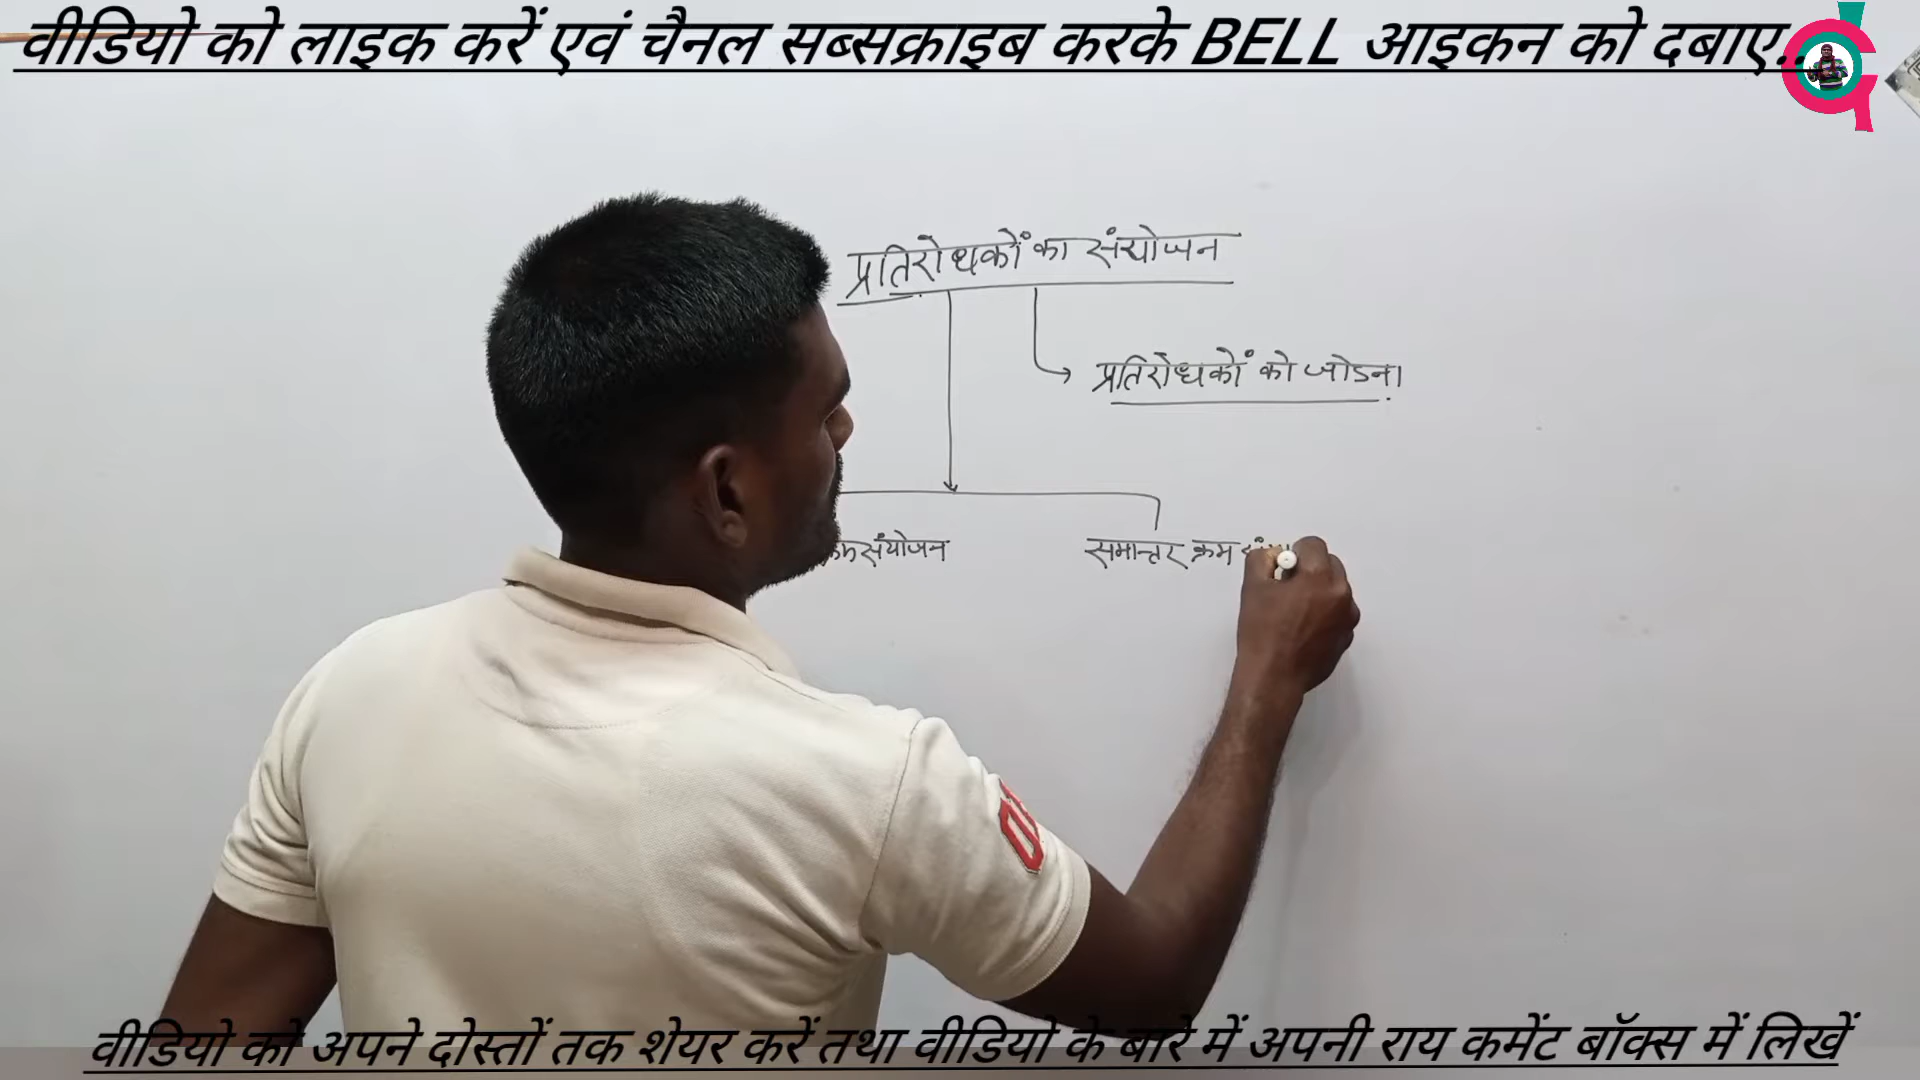 वीडियो को लाइक करें एवं चैनल सब्सक्राइब करके BELL आइकन को दबाए..
प्रतिरोधकों का संयोजन
प्रतिरोधकों को जोडना
संयोजन
समान्तर क्रम
वीडियो को अपने दोस्तों तक शेयर करें तथा वीडियो के बारे में अपनी राय कमेंट बॉक्स में लिखें